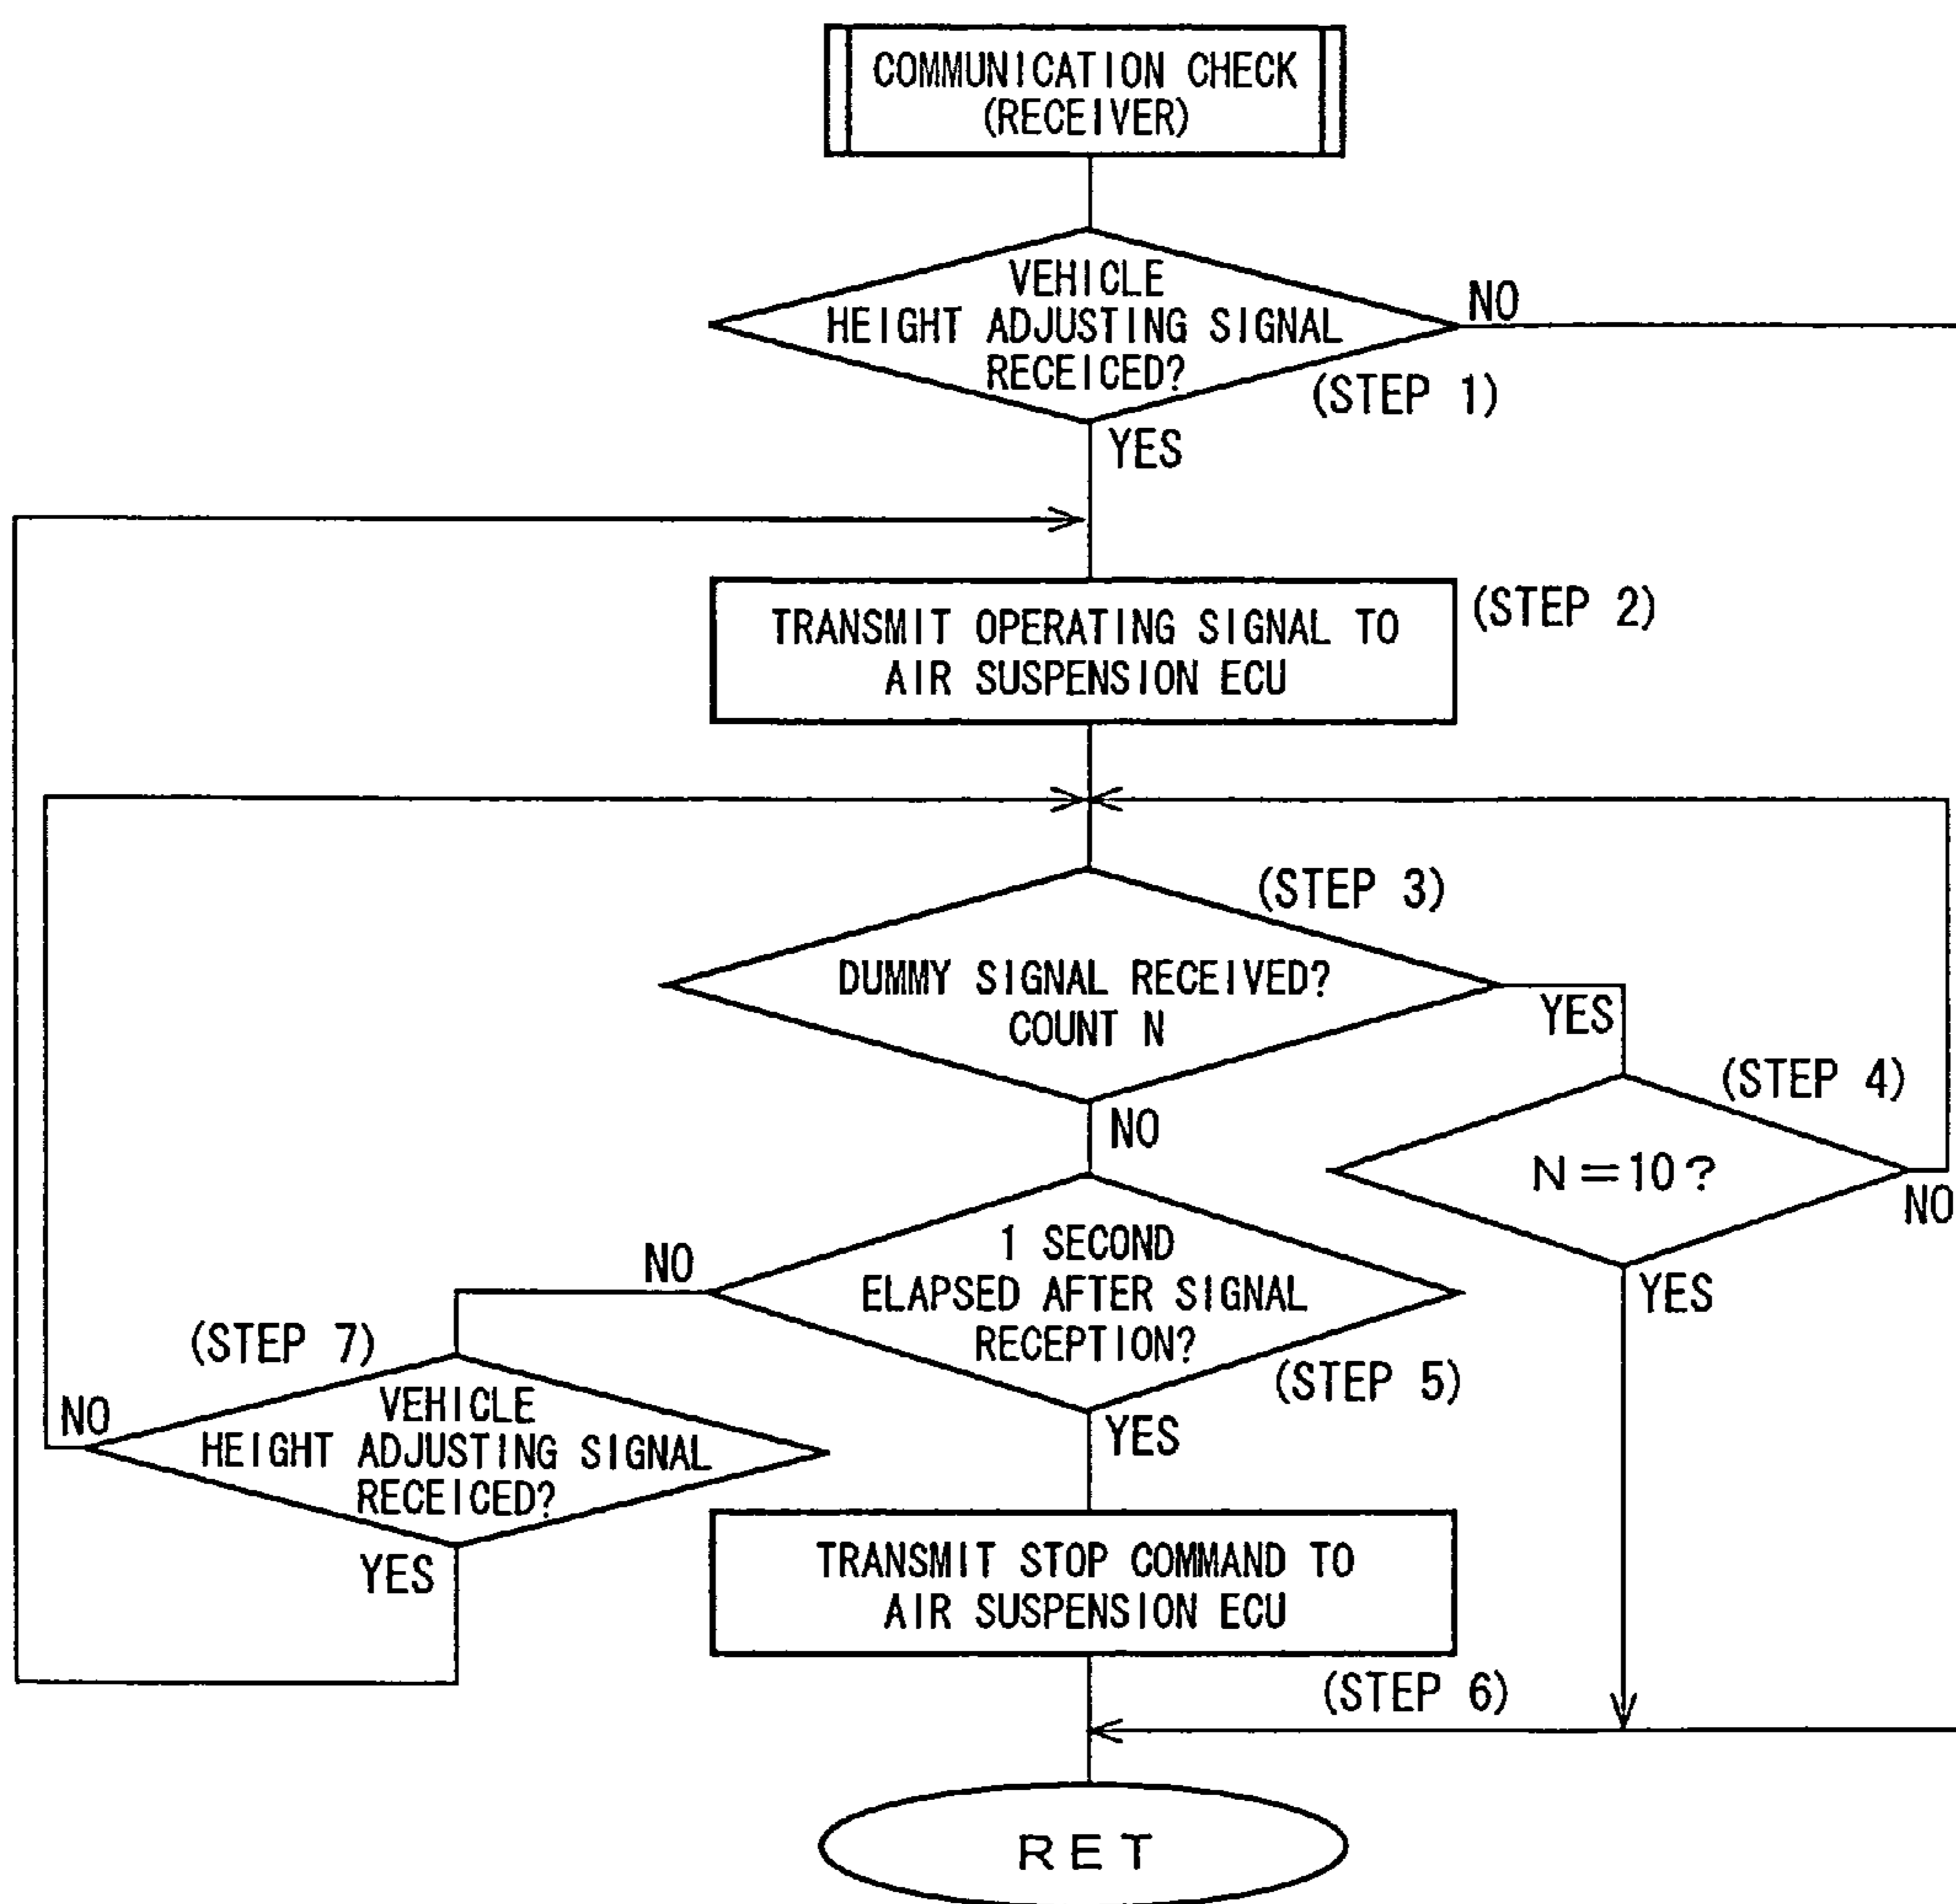 COMMUNICATION CHECK
(RECEIVER)
VEHICLE
HEIGHT ADJUSTING SIGNAL
RECEICED?
NO
(STEP 1)
YES
TRANSMIT OPERATING SIGNAL TO
AIR SUSPENSION ECU
(STEP 2)
(STEP 3)
DUMMY SIGNAL RECEIVED?
COUNT N
YES
NO
(STEP 4)
N=10?
NO
YES
1 SECOND
ELAPSED AFTER SIGNAL
RECEPTION?
NO
(STEP 5)
YES
(STEP 7)
VEHICLE
HEIGHT ADJUSTING SIGNAL
RECEICED?
NO
YES
TRANSMIT STOP COMMAND TO
AIR SUSPENSION ECU
(STEP 6)
RET